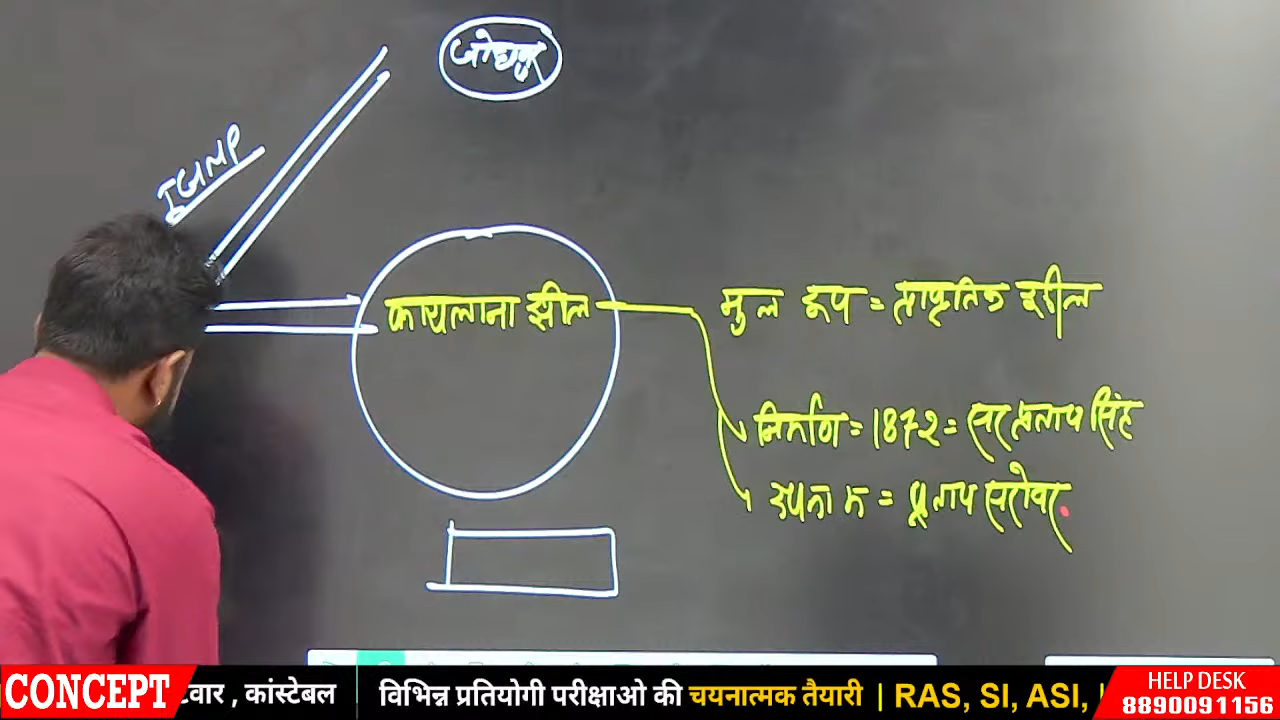 जोधपुर
IGNP
कायलाना झील
मुल रूप = प्राकृतिक झील
निर्माण = 1872 = सर प्रताप सिंह
उपनाम = प्रताप सरोवर
CONCEPT
टवार , कांस्टेबल
विभिन्न प्रतियोगी परीक्षाओ की चयनात्मक तैयारी | RAS, SI, ASI,
HELP DESK
8890091156